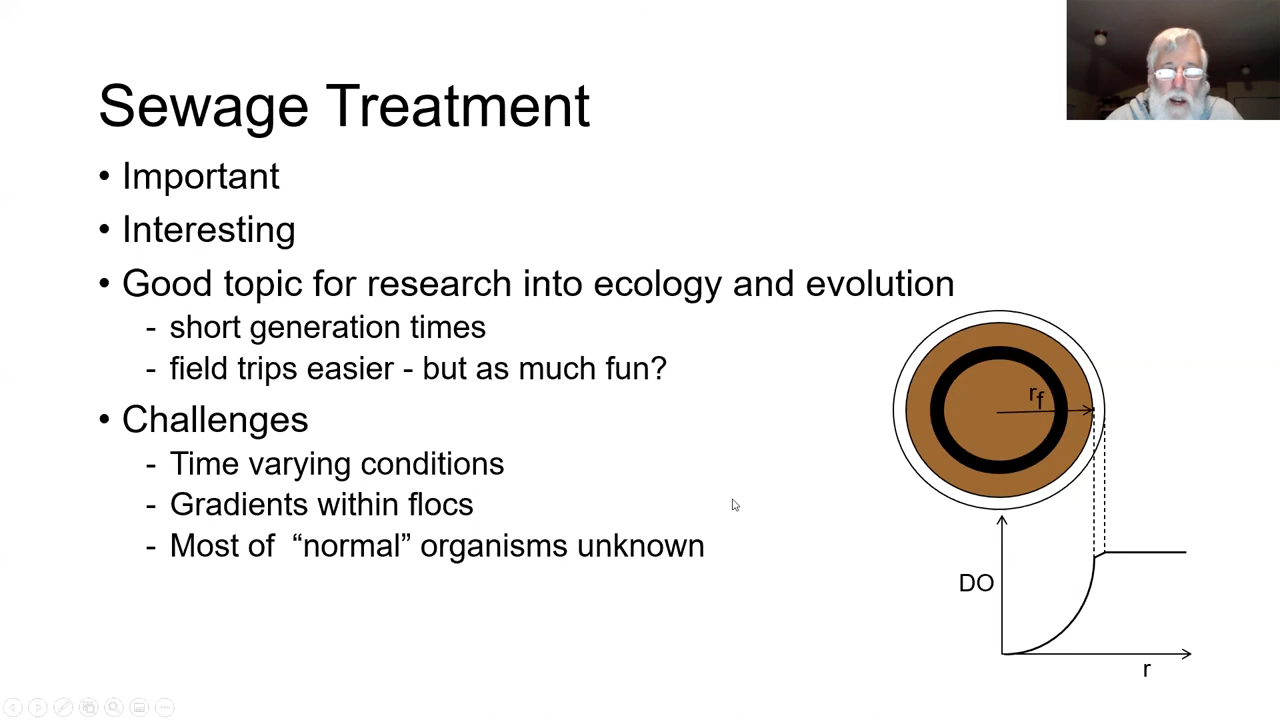 Sewage Treatment
• Important
• Interesting
• Good topic for research into ecology and evolution
- short generation times
- field trips easier - but as much fun?
• Challenges
- Time varying conditions
- Gradients within flocs
- Most of “normal” organisms unknown
rf
DO
r